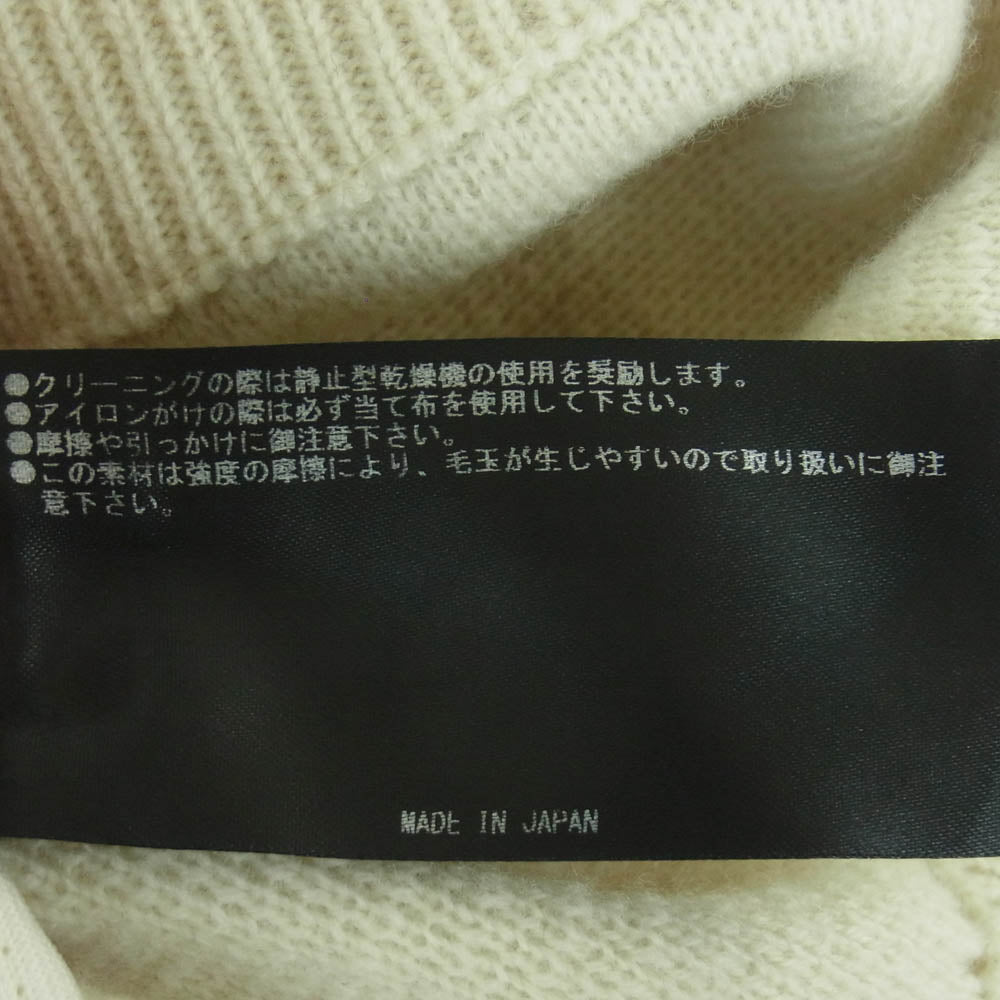 ●クリーニングの際は静止型乾燥機の使用を奨励します。
●アイロンがけの際は必ず当て布を使用して下さい。
●摩擦や引っかけに御注意下さい。
●この素材は強度の摩擦により、毛玉が生じやすいので取り扱いに御注
意下さい。
MADE IN JAPAN